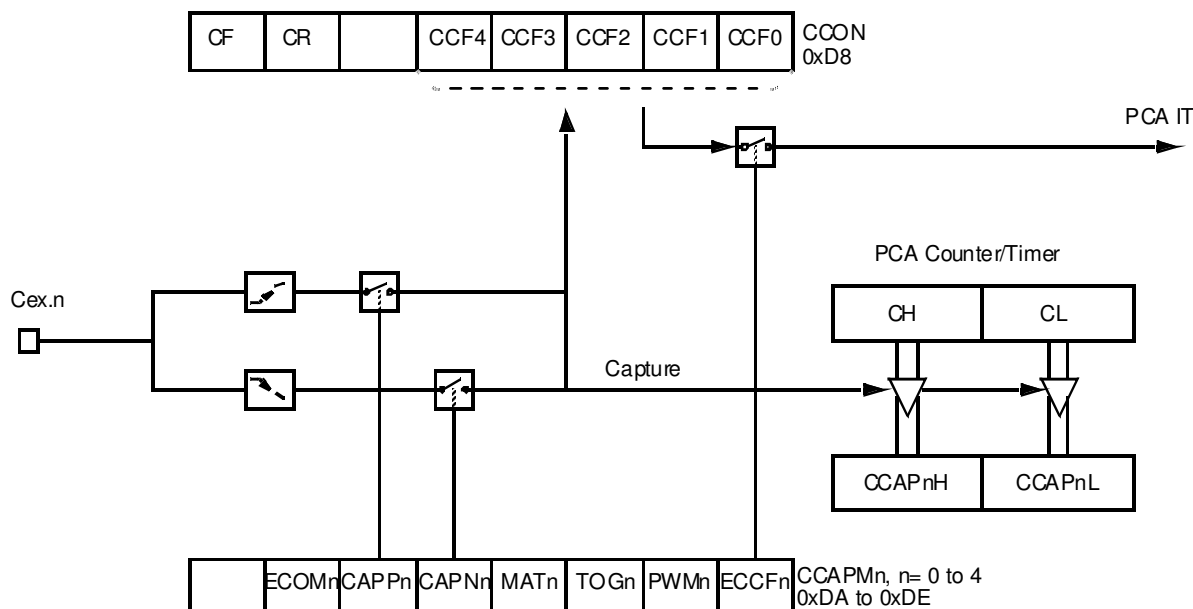 CF CR CCF4 CCF3 CCF2 CCF1 CCF0 CCON
0xD8
PCA IT
PCA Counter/Timer
Cex.n
CH CL
Capture
CCAPnH CCAPnL
ECOMn CAPPn CAPNn MATn TOGn PWMn ECCFn CCAPMn, n= 0 to 4
0xDA to 0xDE